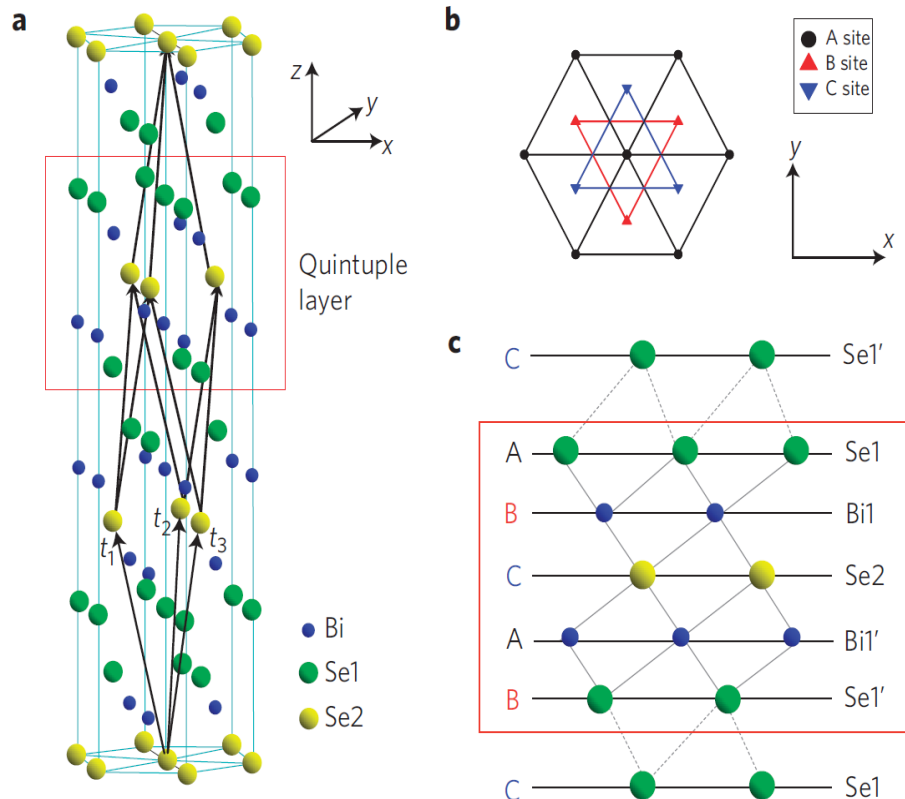 a
z
y
x
Quintuple
layer
t1
t2
t3
Bi
Se1
Se2
b
A site
B site
C site
y
x
c
C Se1′
A Se1
B Bi1
C Se2
A Bi1′
B Se1′
C Se1